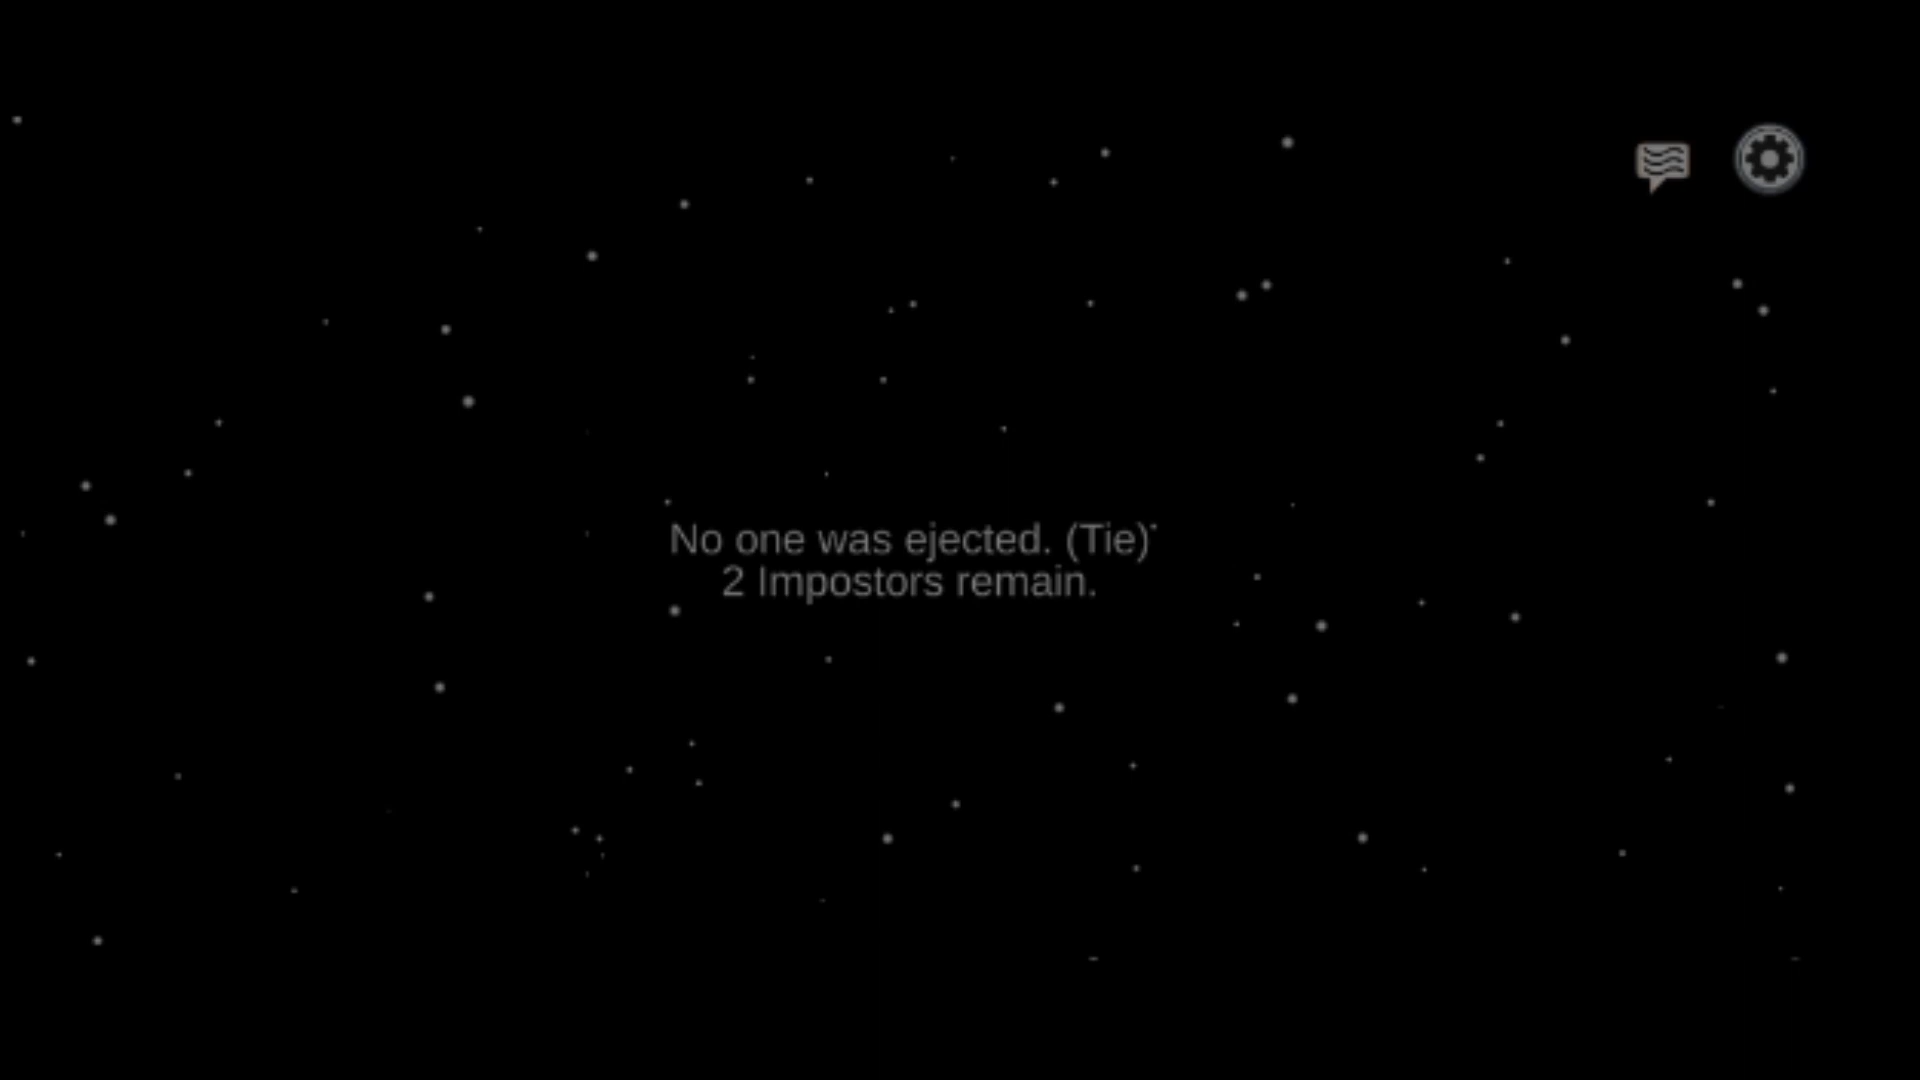 No one was ejected. (Tie)
2 Impostors remain.